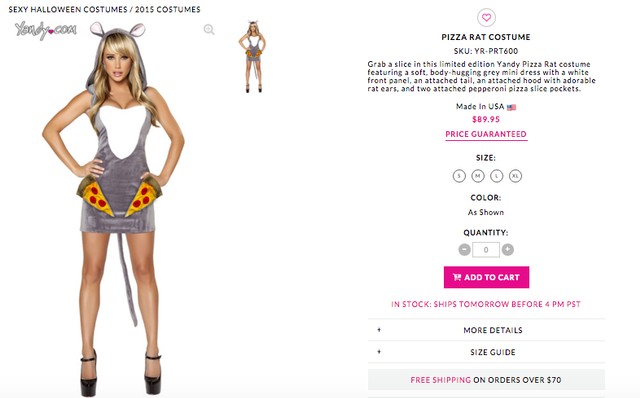 SEXY HALLOWEEN COSTUMES / 2015 COSTUMES
Yandy.com
PIZZA RAT COSTUME
SKU: YR-PRT600
Grab a slice in this limited edition Yandy Pizza Rat costume
featuring a soft, body-hugging grey mini dress with a white
front panel, an attached tail, an attached hood with adorable
rat ears, and two attached pepperoni pizza slice pockets.
Made In USA
$89.95
PRICE GUARANTEED
SIZE:
S M L XL
COLOR:
As Shown
QUANTITY:
- 0 +
ADD TO CART
IN STOCK: SHIPS TOMORROW BEFORE 4 PM PST
+ MORE DETAILS
+ SIZE GUIDE
FREE SHIPPING ON ORDERS OVER $70